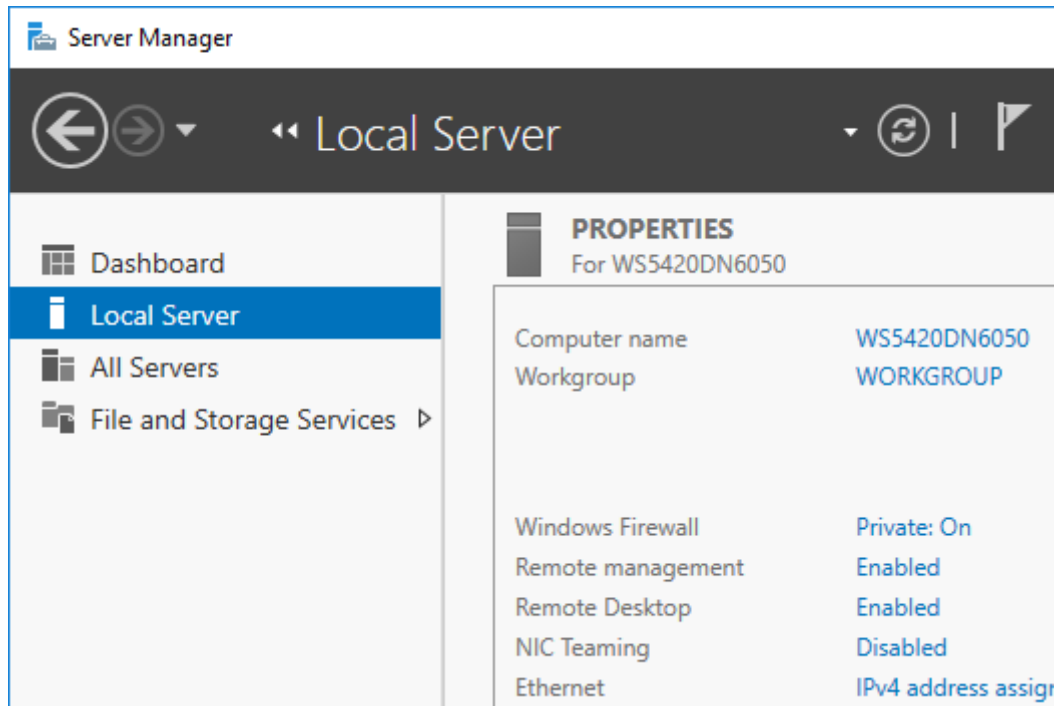 Server Manager
Local Server
Dashboard
Local Server
All Servers
File and Storage Services
PROPERTIES
For WS5420DN6050
Computer name WS5420DN6050
Workgroup WORKGROUP
Windows Firewall Private: On
Remote management Enabled
Remote Desktop Enabled
NIC Teaming Disabled
Ethernet IPv4 address